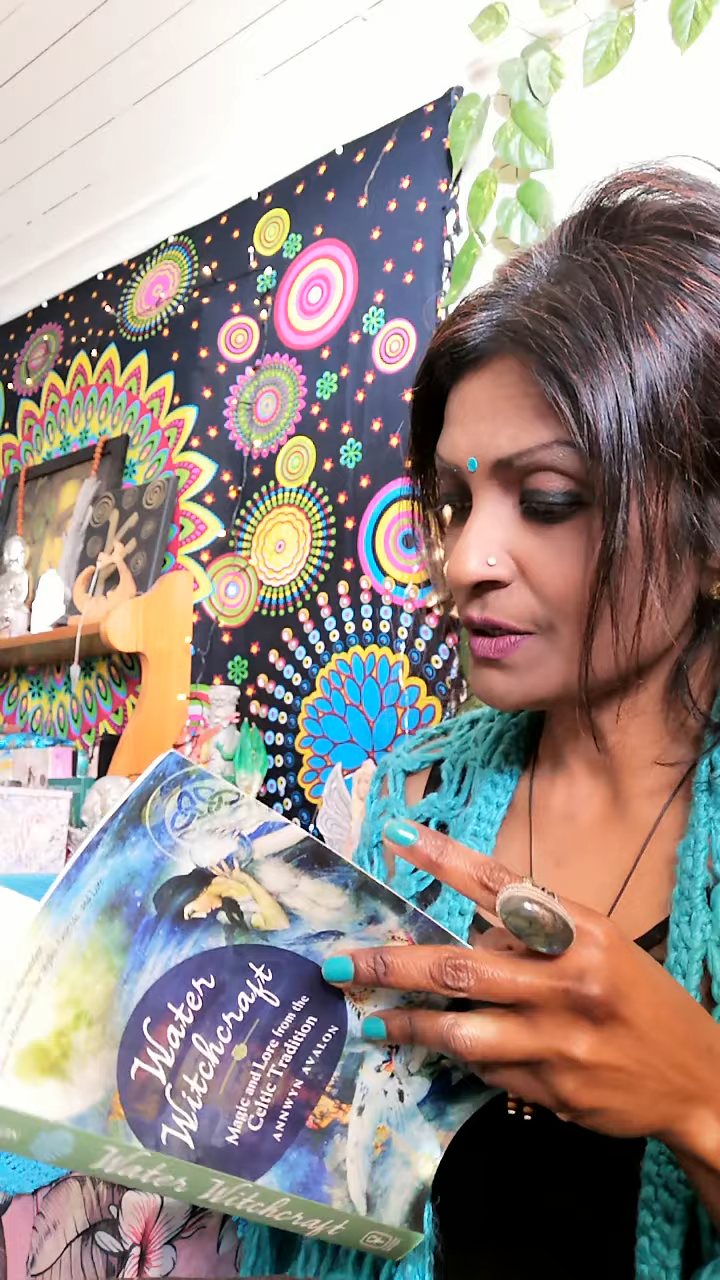 Water
Witchcraft
Magic and Lore from the
Celtic Tradition
ANNWYN AVALON
Water Witchcraft